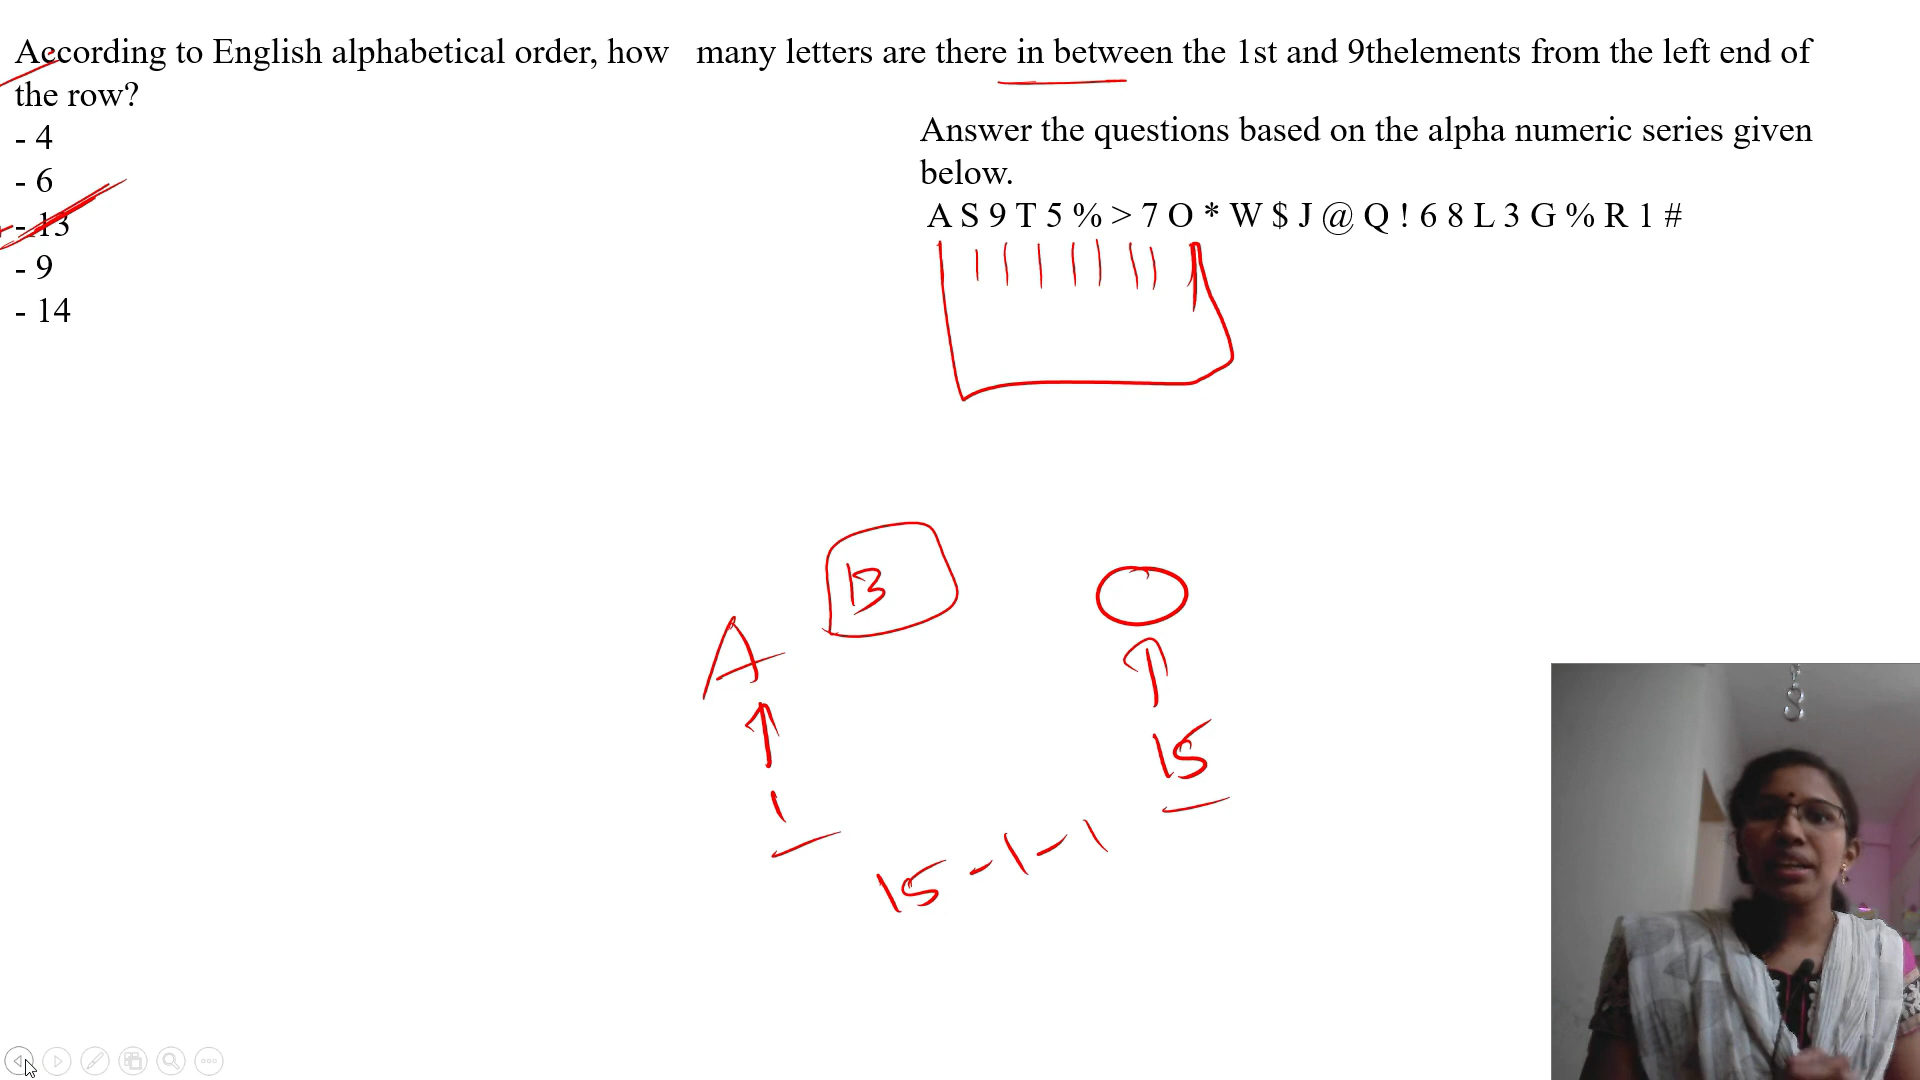 According to English alphabetical order, how many letters are there in between the 1st and 9thelements from the left end of
the row?
- 4
- 6
- 13
- 9
- 14
Answer the questions based on the alpha numeric series given
below.
A S 9 T 5 % > 7 O * W $ J @ Q ! 6 8 L 3 G % R 1 #
13
A O
1 15
15 - 1 - 1